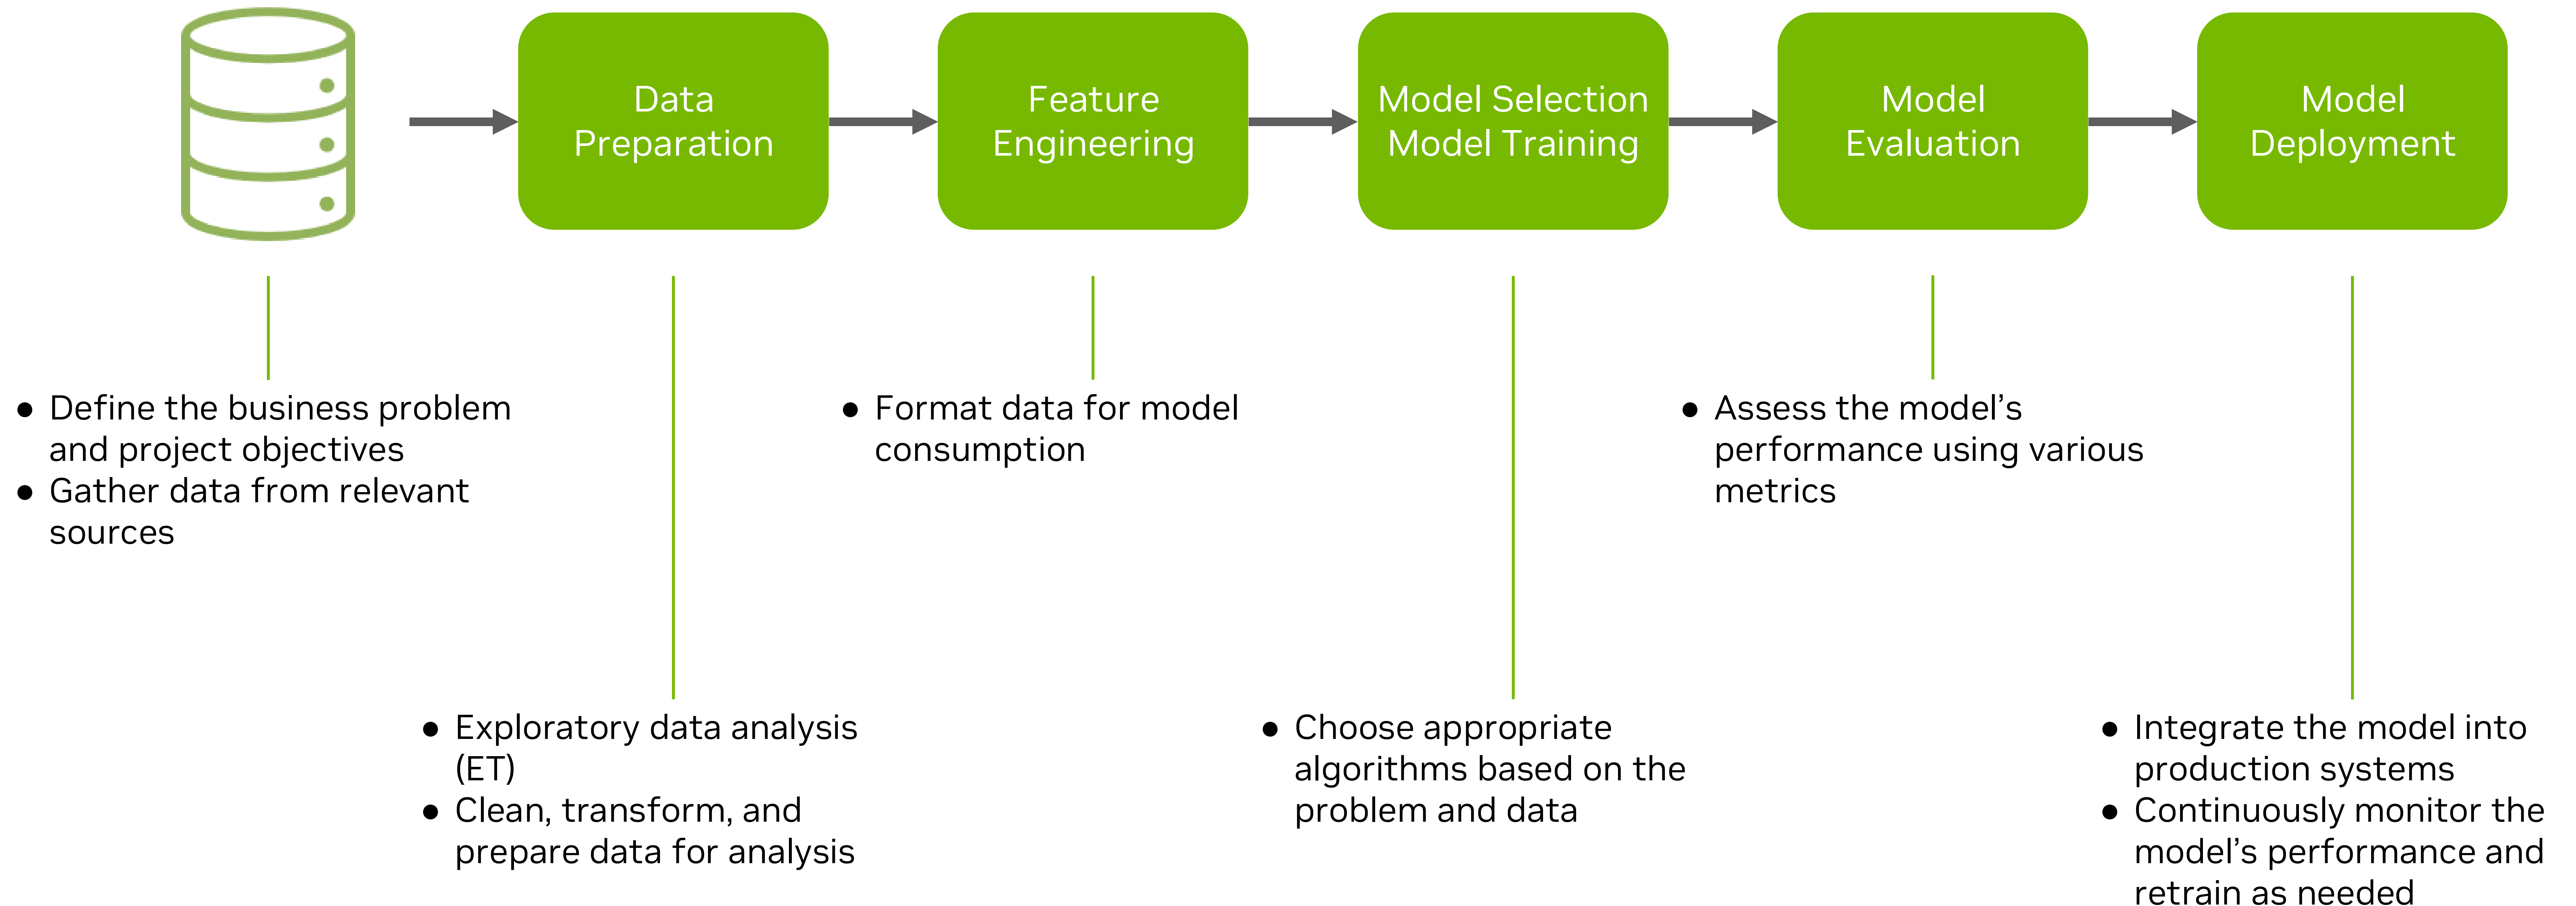 Data
Preparation
Feature
Engineering
Model Selection
Model Training
Model
Evaluation
Model
Deployment
● Define the business problem
and project objectives
● Gather data from relevant
sources
● Format data for model
consumption
● Assess the model’s
performance using various
metrics
● Exploratory data analysis
(ET)
● Clean, transform, and
prepare data for analysis
● Choose appropriate
algorithms based on the
problem and data
● Integrate the model into
production systems
● Continuously monitor the
model’s performance and
retrain as needed